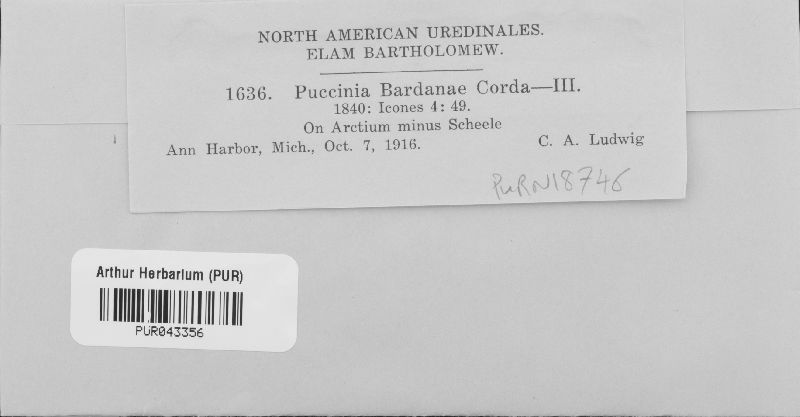 NORTH AMERICAN UREDINALES.
ELAM BARTHOLOMEW.
1636. Puccinia Bardanae Corda—III.
1840: Icones 4: 49.
On Arctium minus Scheele
Ann Harbor, Mich., Oct. 7, 1916. C. A. Ludwig
PURN18746
Arthur Herbarium (PUR)
PUR043356